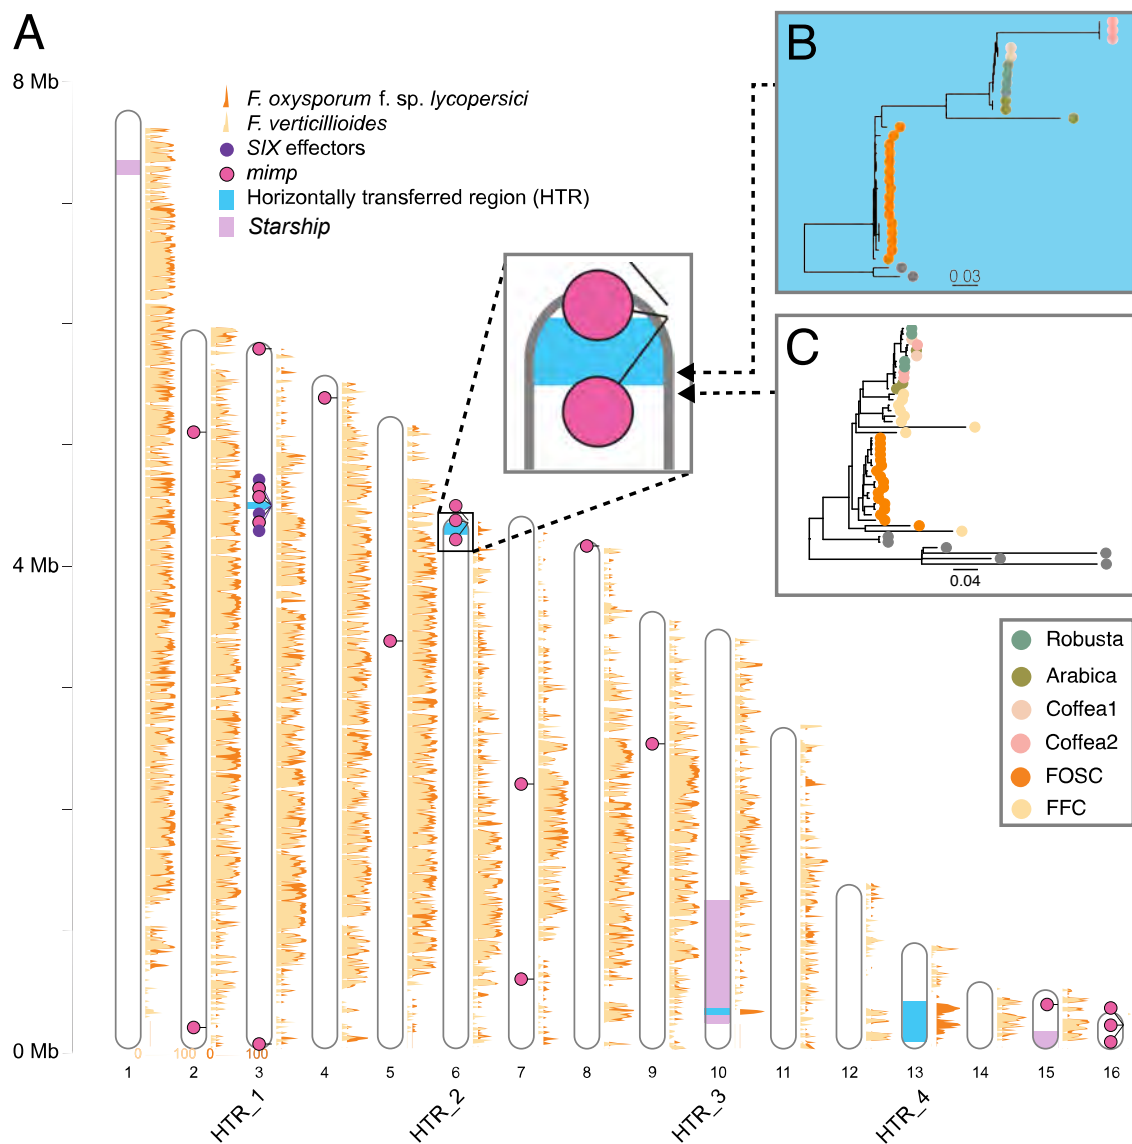 A
8 Mb
4 Mb
0 Mb
F. oxysporum f. sp. lycopersici
F. verticillioides
SIX effectors
mimp
Horizontally transferred region (HTR)
Starship
B
0 03
C
0.04
Robusta
Arabica
Coffea1
Coffea2
FOSC
FFC
0 100 0 100
1 2 3 4 5 6 7 8 9 10 11 12 13 14 15 16
HTR_1 HTR_2 HTR_3 HTR_4